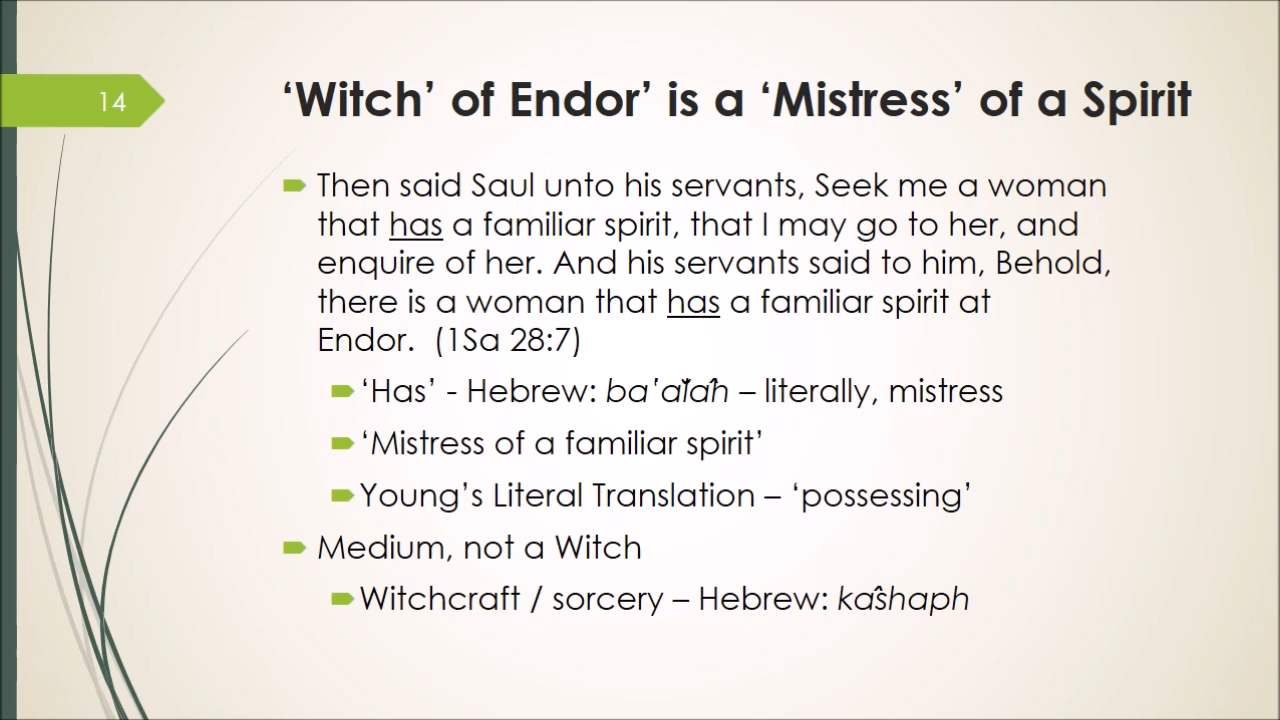 14
‘Witch’ of Endor’ is a ‘Mistress’ of a Spirit
Then said Saul unto his servants, Seek me a woman
that has a familiar spirit, that I may go to her, and
enquire of her. And his servants said to him, Behold,
there is a woman that has a familiar spirit at
Endor. (1Sa 28:7)
‘Has’ - Hebrew: ba‛ălâh – literally, mistress
‘Mistress of a familiar spirit’
Young’s Literal Translation – ‘possessing’
Medium, not a Witch
Witchcraft / sorcery – Hebrew: kâshaph